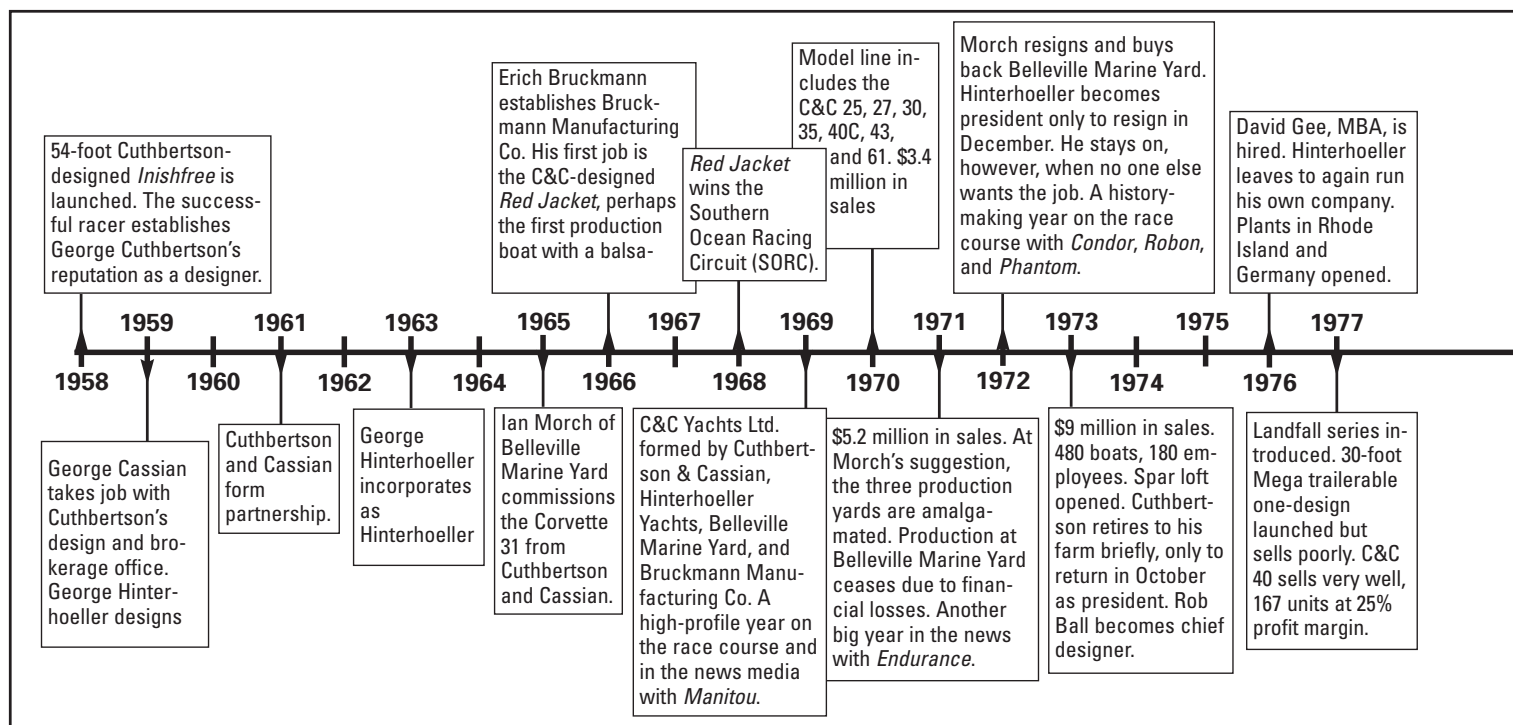 54-foot Cuthbertson-
designed Inishfree is
launched. The success-
ful racer establishes
George Cuthbertson's
reputation as a designer.
Erich Bruckmann
establishes Bruck-
mann Manufacturing
Co. His first job is
the C&C-designed
Red Jacket, perhaps
the first production
boat with a balsa-
Red Jacket
wins the
Southern
Ocean Racing
Circuit (SORC).
Model line in-
cludes the
C&C 25, 27, 30,
35, 40C, 43,
and 61. $3.4
million in
sales
Morch resigns and buys
back Belleville Marine Yard.
Hinterhoeller becomes
president only to resign in
December. He stays on,
however, when no one else
wants the job. A history-
making year on the race
course with Condor, Robon,
and Phantom.
David Gee, MBA, is
hired. Hinterhoeller
leaves to again run
his own company.
Plants in Rhode
Island and
Germany opened.
1959 1961 1963 1965 1967 1969 1971 1973 1975 1977
1958 1960 1962 1964 1966 1968 1970 1972 1974 1976
George Cassian
takes job with
Cuthbertson's
design and bro-
kerage office.
George Hinter-
hoeller designs
Cuthbertson
and Cassian
form
partnership.
George
Hinterhoeller
incorporates
as
Hinterhoeller
Ian Morch of
Belleville
Marine Yard
commissions
the Corvette
31 from
Cuthbertson
and Cassian.
C&C Yachts Ltd.
formed by Cuthbert-
son & Cassian,
Hinterhoeller
Yachts, Belleville
Marine Yard, and
Bruckmann Manu-
facturing Co. A
high-profile year on
the race course and
in the news media
with Manitou.
$5.2 million in sales. At
Morch's suggestion,
the three production
yards are amalga-
mated. Production at
Belleville Marine Yard
ceases due to finan-
cial losses. Another
big year in the news
with Endurance.
$9 million in sales.
480 boats, 180 em-
ployees. Spar loft
opened. Cuthbert-
son retires to his
farm briefly, only to
return in October
as president. Rob
Ball becomes chief
designer.
Landfall series in-
troduced. 30-foot
Mega trailerable
one-design
launched but
sells poorly. C&C
40 sells very well,
167 units at 25%
profit margin.